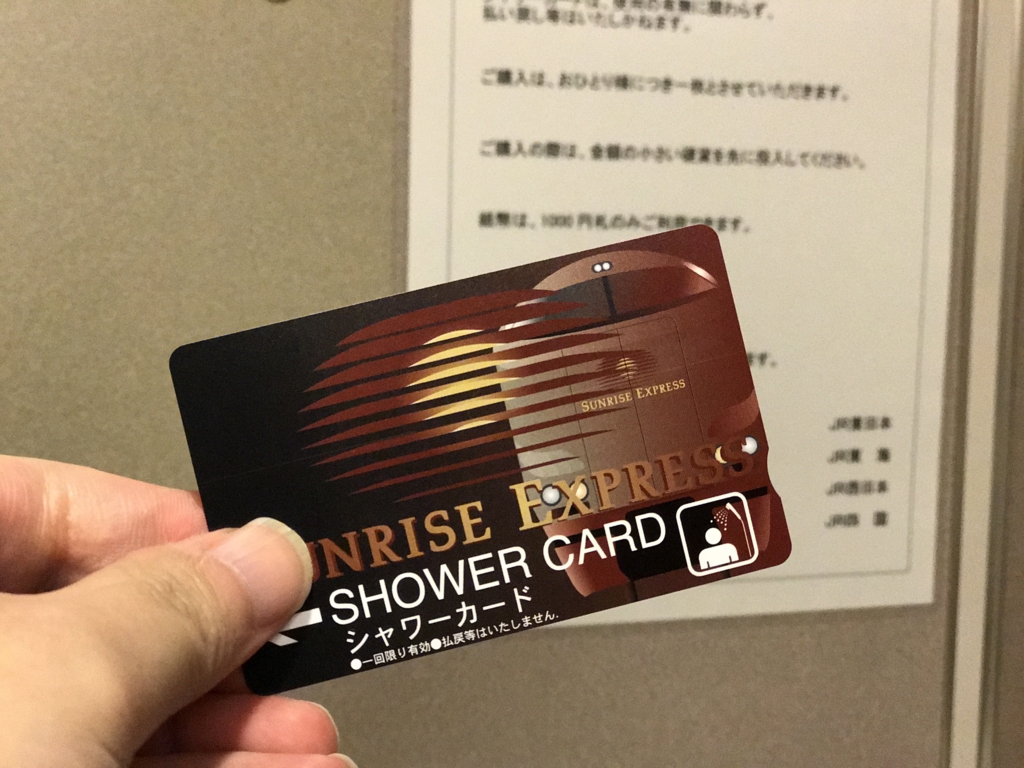 払い戻し等はいたしかねます。
ご購入は、おひとり様につき一枚とさせていただきます。
ご購入の際は、金額の小さい硬貨を先に投入してください。
紙幣は、1000円札のみご利用できます。
ます。
JR東日本
JR東 海
JR西日本
JR四 国
SUNRISE EXPRESS
UNRISE EXPRESS
SHOWER CARD
シャワーカード
●一回限り有効●払戻等はいたしません.